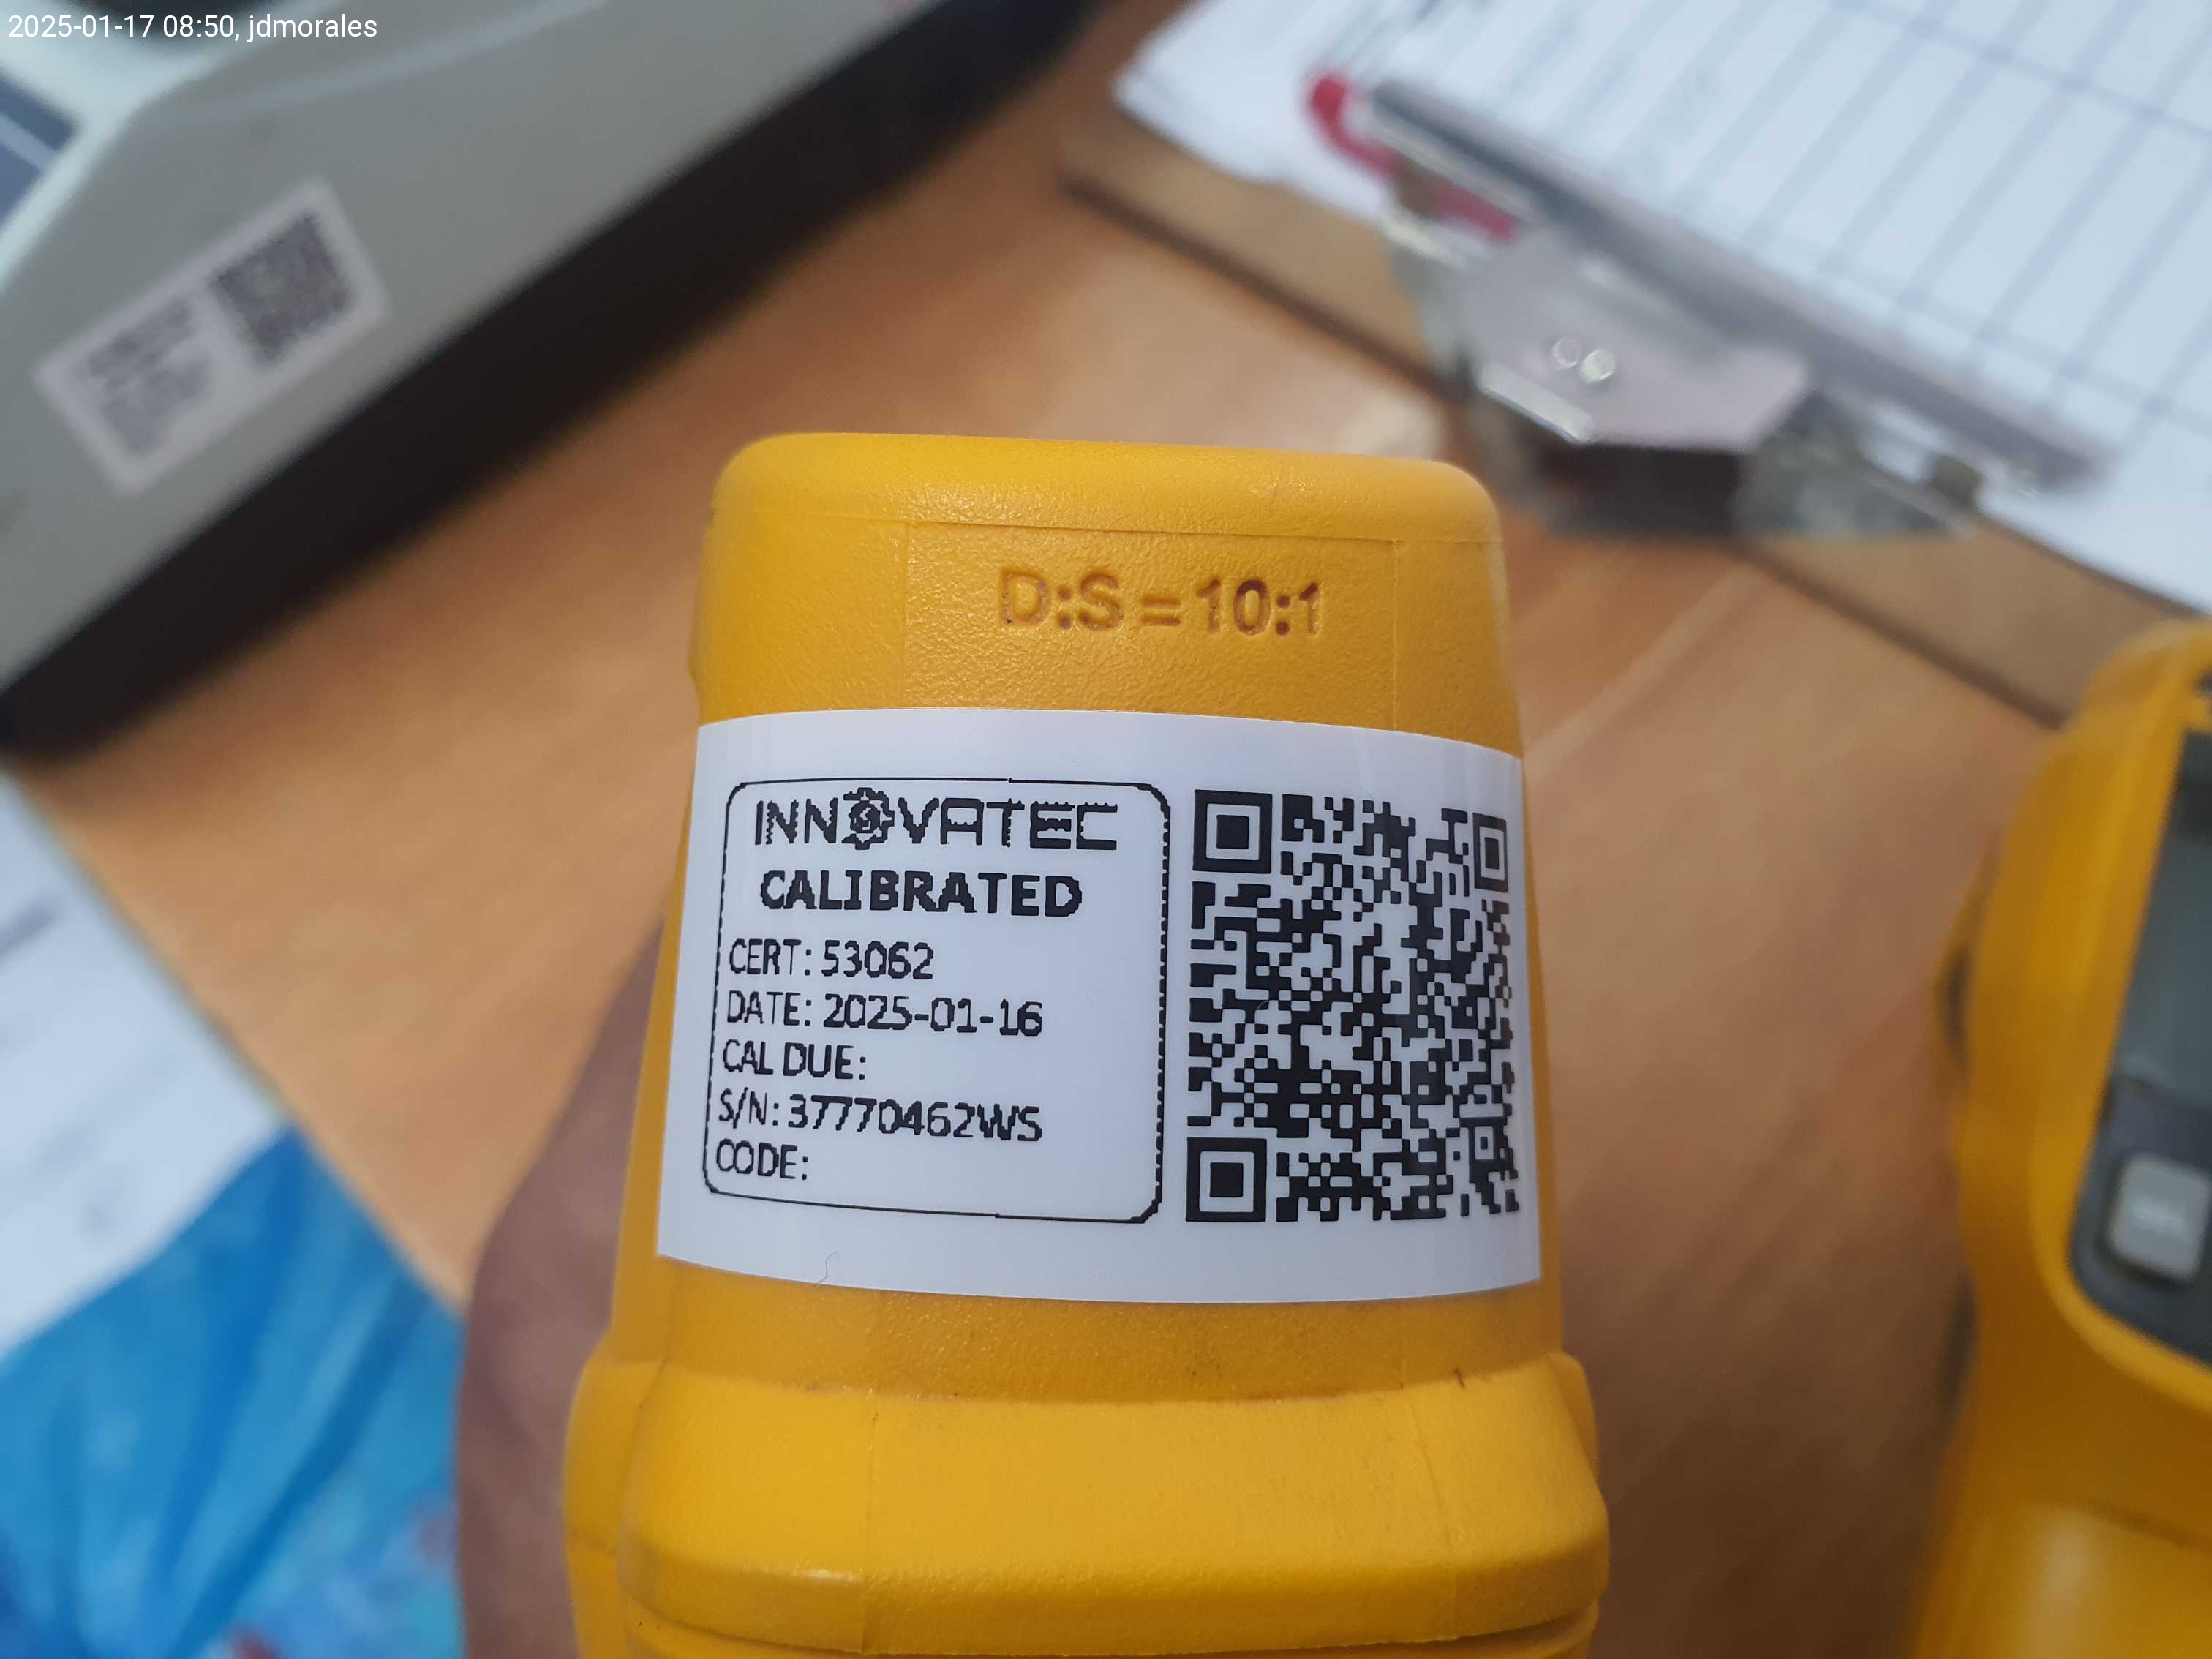 2025-01-17 08:50, jdmorales
D:S = 10:1
INNOVATEC
CALIBRATED
CERT: 53062
DATE: 2025-01-16
CAL DUE:
S/N: 37770462WS
CODE: